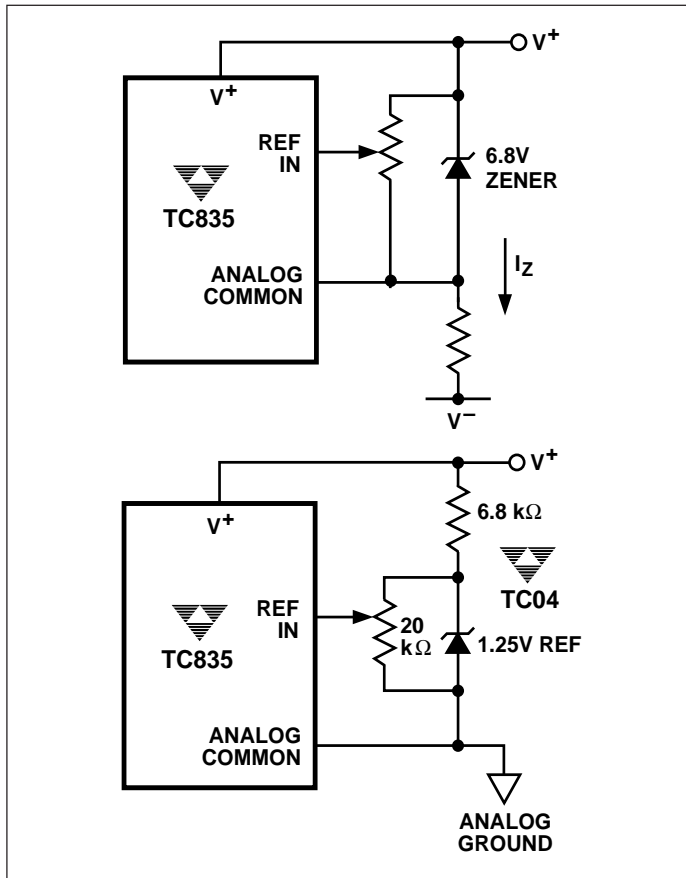 V+
V+
REF
IN
6.8V
ZENER
TC835
ANALOG
COMMON
IZ
V–
V+
V+
6.8 kΩ
TC04
REF
IN
20
kΩ
1.25V REF
TC835
ANALOG
COMMON
ANALOG
GROUND